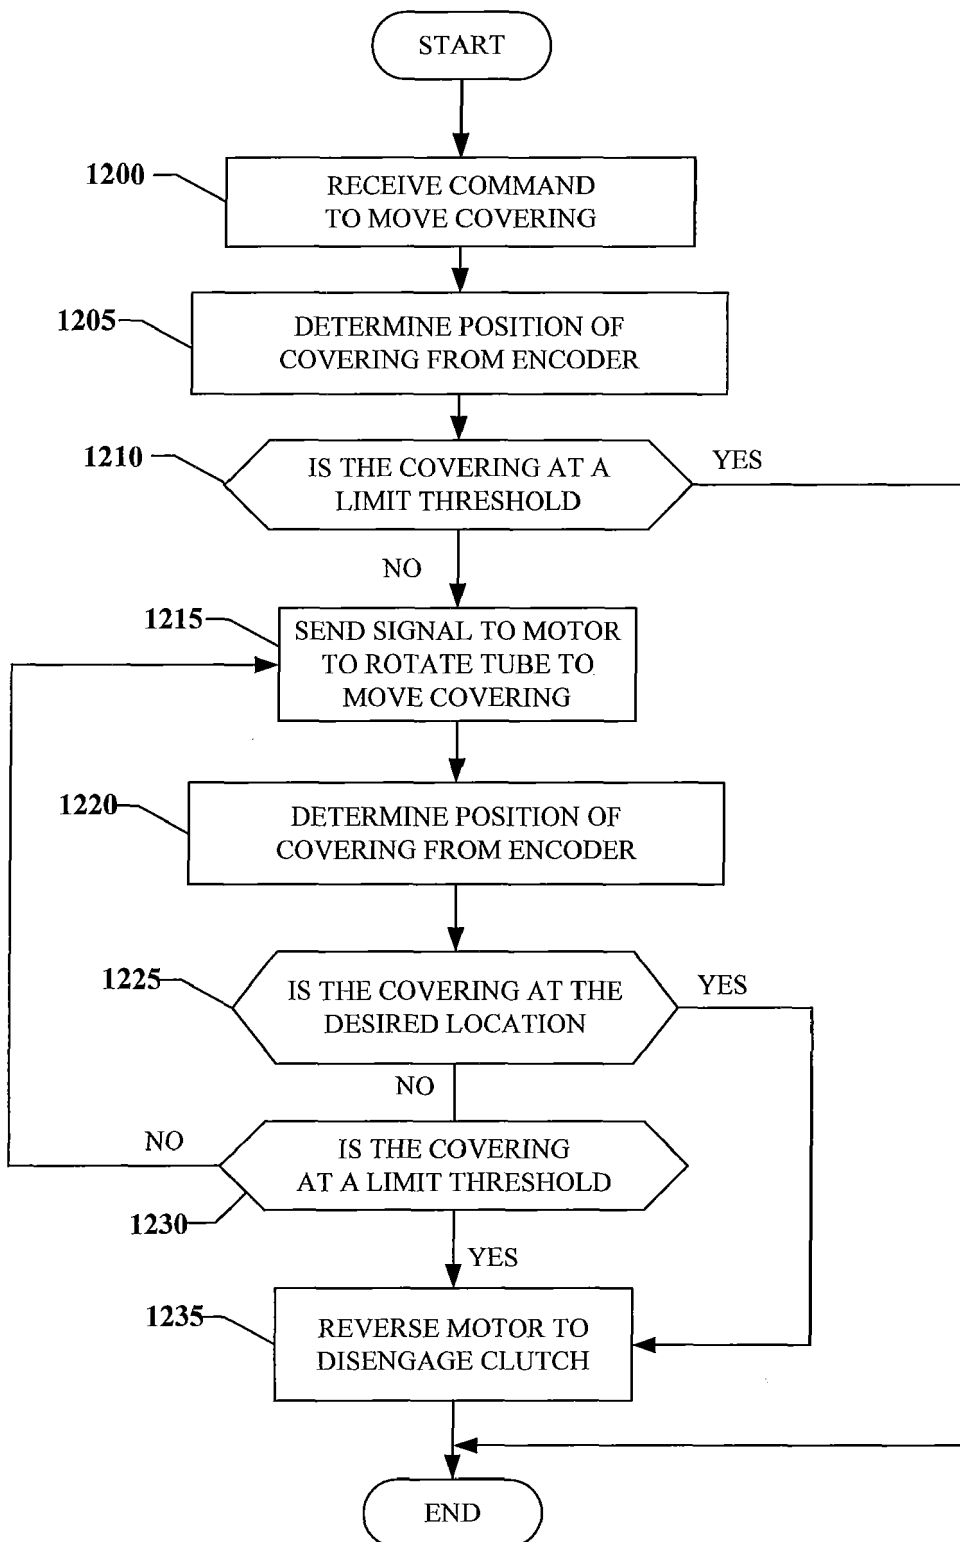 START
1200
RECEIVE COMMAND
TO MOVE COVERING
1205
DETERMINE POSITION OF
COVERING FROM ENCODER
1210
IS THE COVERING AT A
LIMIT THRESHOLD
YES
NO
1215
SEND SIGNAL TO MOTOR
TO ROTATE TUBE TO
MOVE COVERING
1220
DETERMINE POSITION OF
COVERING FROM ENCODER
1225
IS THE COVERING AT THE
DESIRED LOCATION
YES
NO
NO
IS THE COVERING
AT A LIMIT THRESHOLD
1230
YES
1235
REVERSE MOTOR TO
DISENGAGE CLUTCH
END